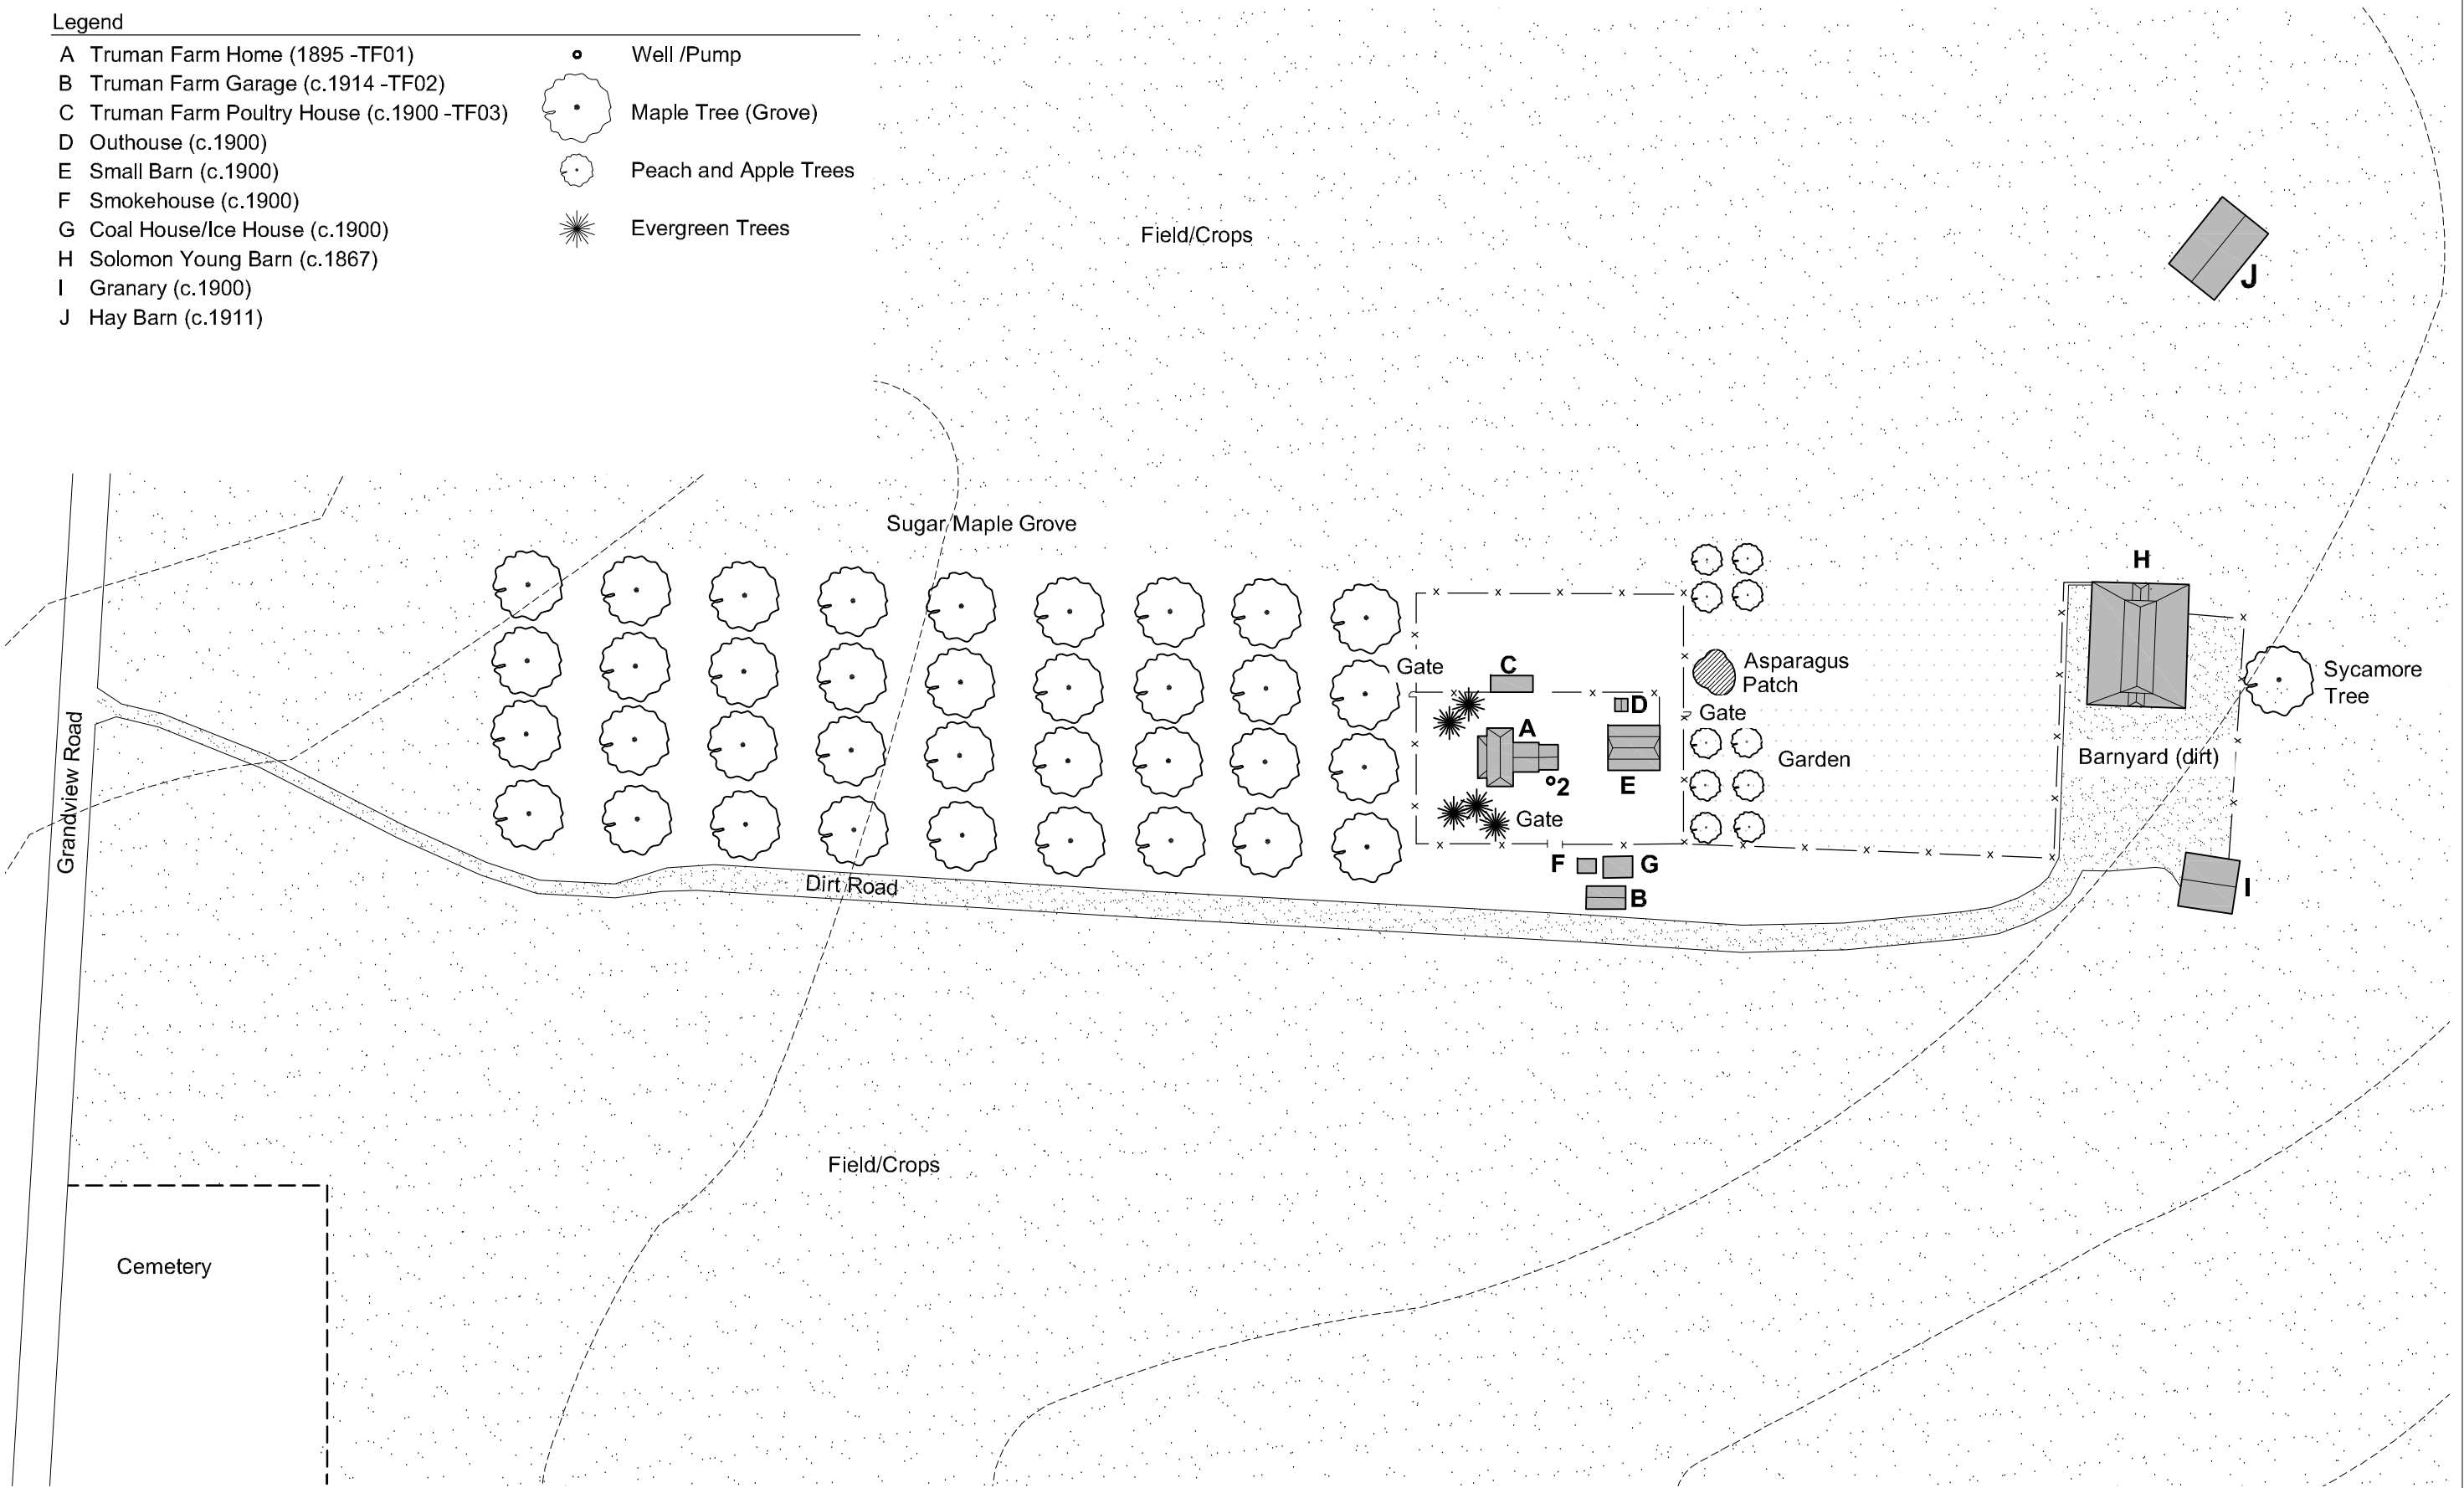 Legend
A Truman Farm Home (1895 -TF01)
B Truman Farm Garage (c.1914 -TF02)
C Truman Farm Poultry House (c.1900 -TF03)
D Outhouse (c.1900)
E Small Barn (c.1900)
F Smokehouse (c.1900)
G Coal House/Ice House (c.1900)
H Solomon Young Barn (c.1867)
I Granary (c.1900)
J Hay Barn (c.1911)
Well /Pump
Maple Tree (Grove)
Peach and Apple Trees
Evergreen Trees
Field/Crops
J
Sugar Maple Grove
H
Gate
C
Asparagus
Patch
Sycamore
Tree
D
Gate
A
Grandview Road
Garden
Barnyard (dirt)
2
E
Gate
F
G
Dirt Road
I
B
Field/Crops
Cemetery